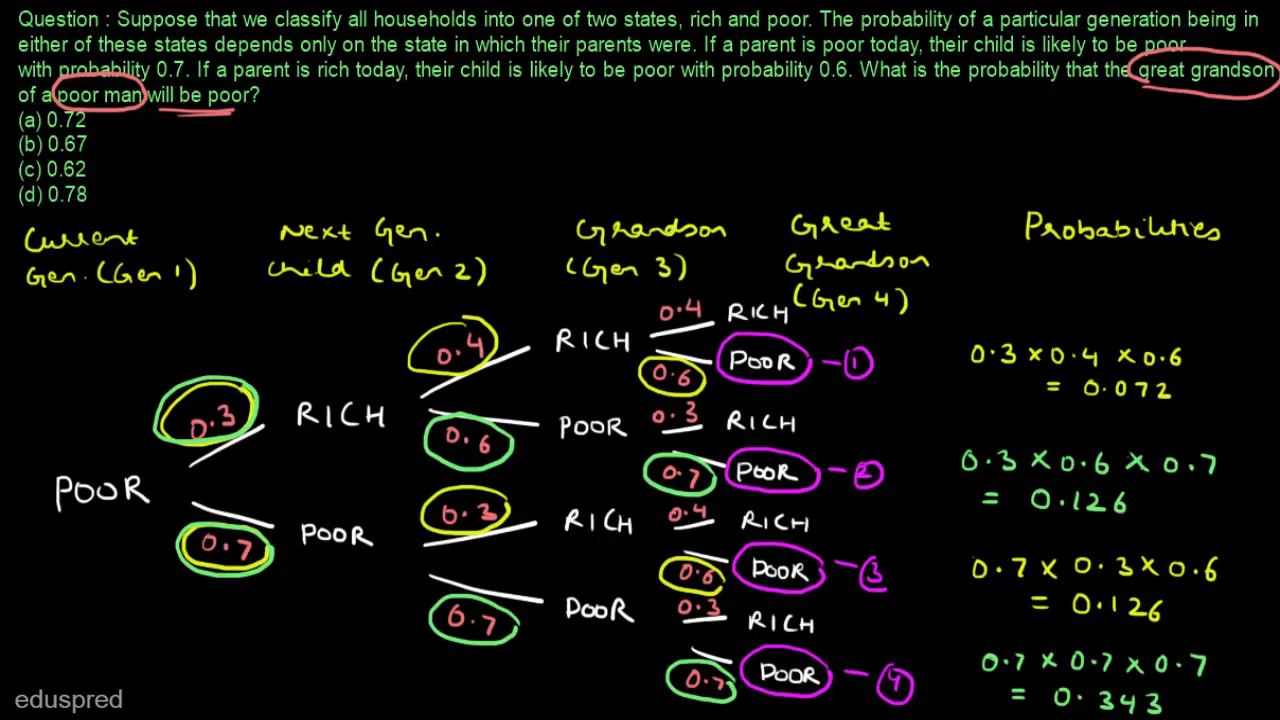 Question : Suppose that we classify all households into one of two states, rich and poor. The probability of a particular generation being in
either of these states depends only on the state in which their parents were. If a parent is poor today, their child is likely to be poor
with probability 0.7. If a parent is rich today, their child is likely to be poor with probability 0.6. What is the probability that the great grandson
of a poor man will be poor?
(a) 0.72
(b) 0.67
(c) 0.62
(d) 0.78
Current
Gen. (Gen 1)
Next Gen.
child (Gen 2)
Grandson
(Gen 3)
Great
Grandson
(Gen 4)
Probabilities
0.4 RICH
0.4 RICH
0.6 POOR - 1
0.3 × 0.4 × 0.6
= 0.072
0.3 RICH
0.6 POOR
0.3 RICH
0.7 POOR - 2
0.3 × 0.6 × 0.7
= 0.126
POOR
0.7 POOR
0.3 RICH
0.4 RICH
0.6 POOR - 3
0.7 × 0.3 × 0.6
= 0.126
0.7 POOR
0.3 RICH
0.7 POOR - 4
0.7 × 0.7 × 0.7
= 0.343
eduspred